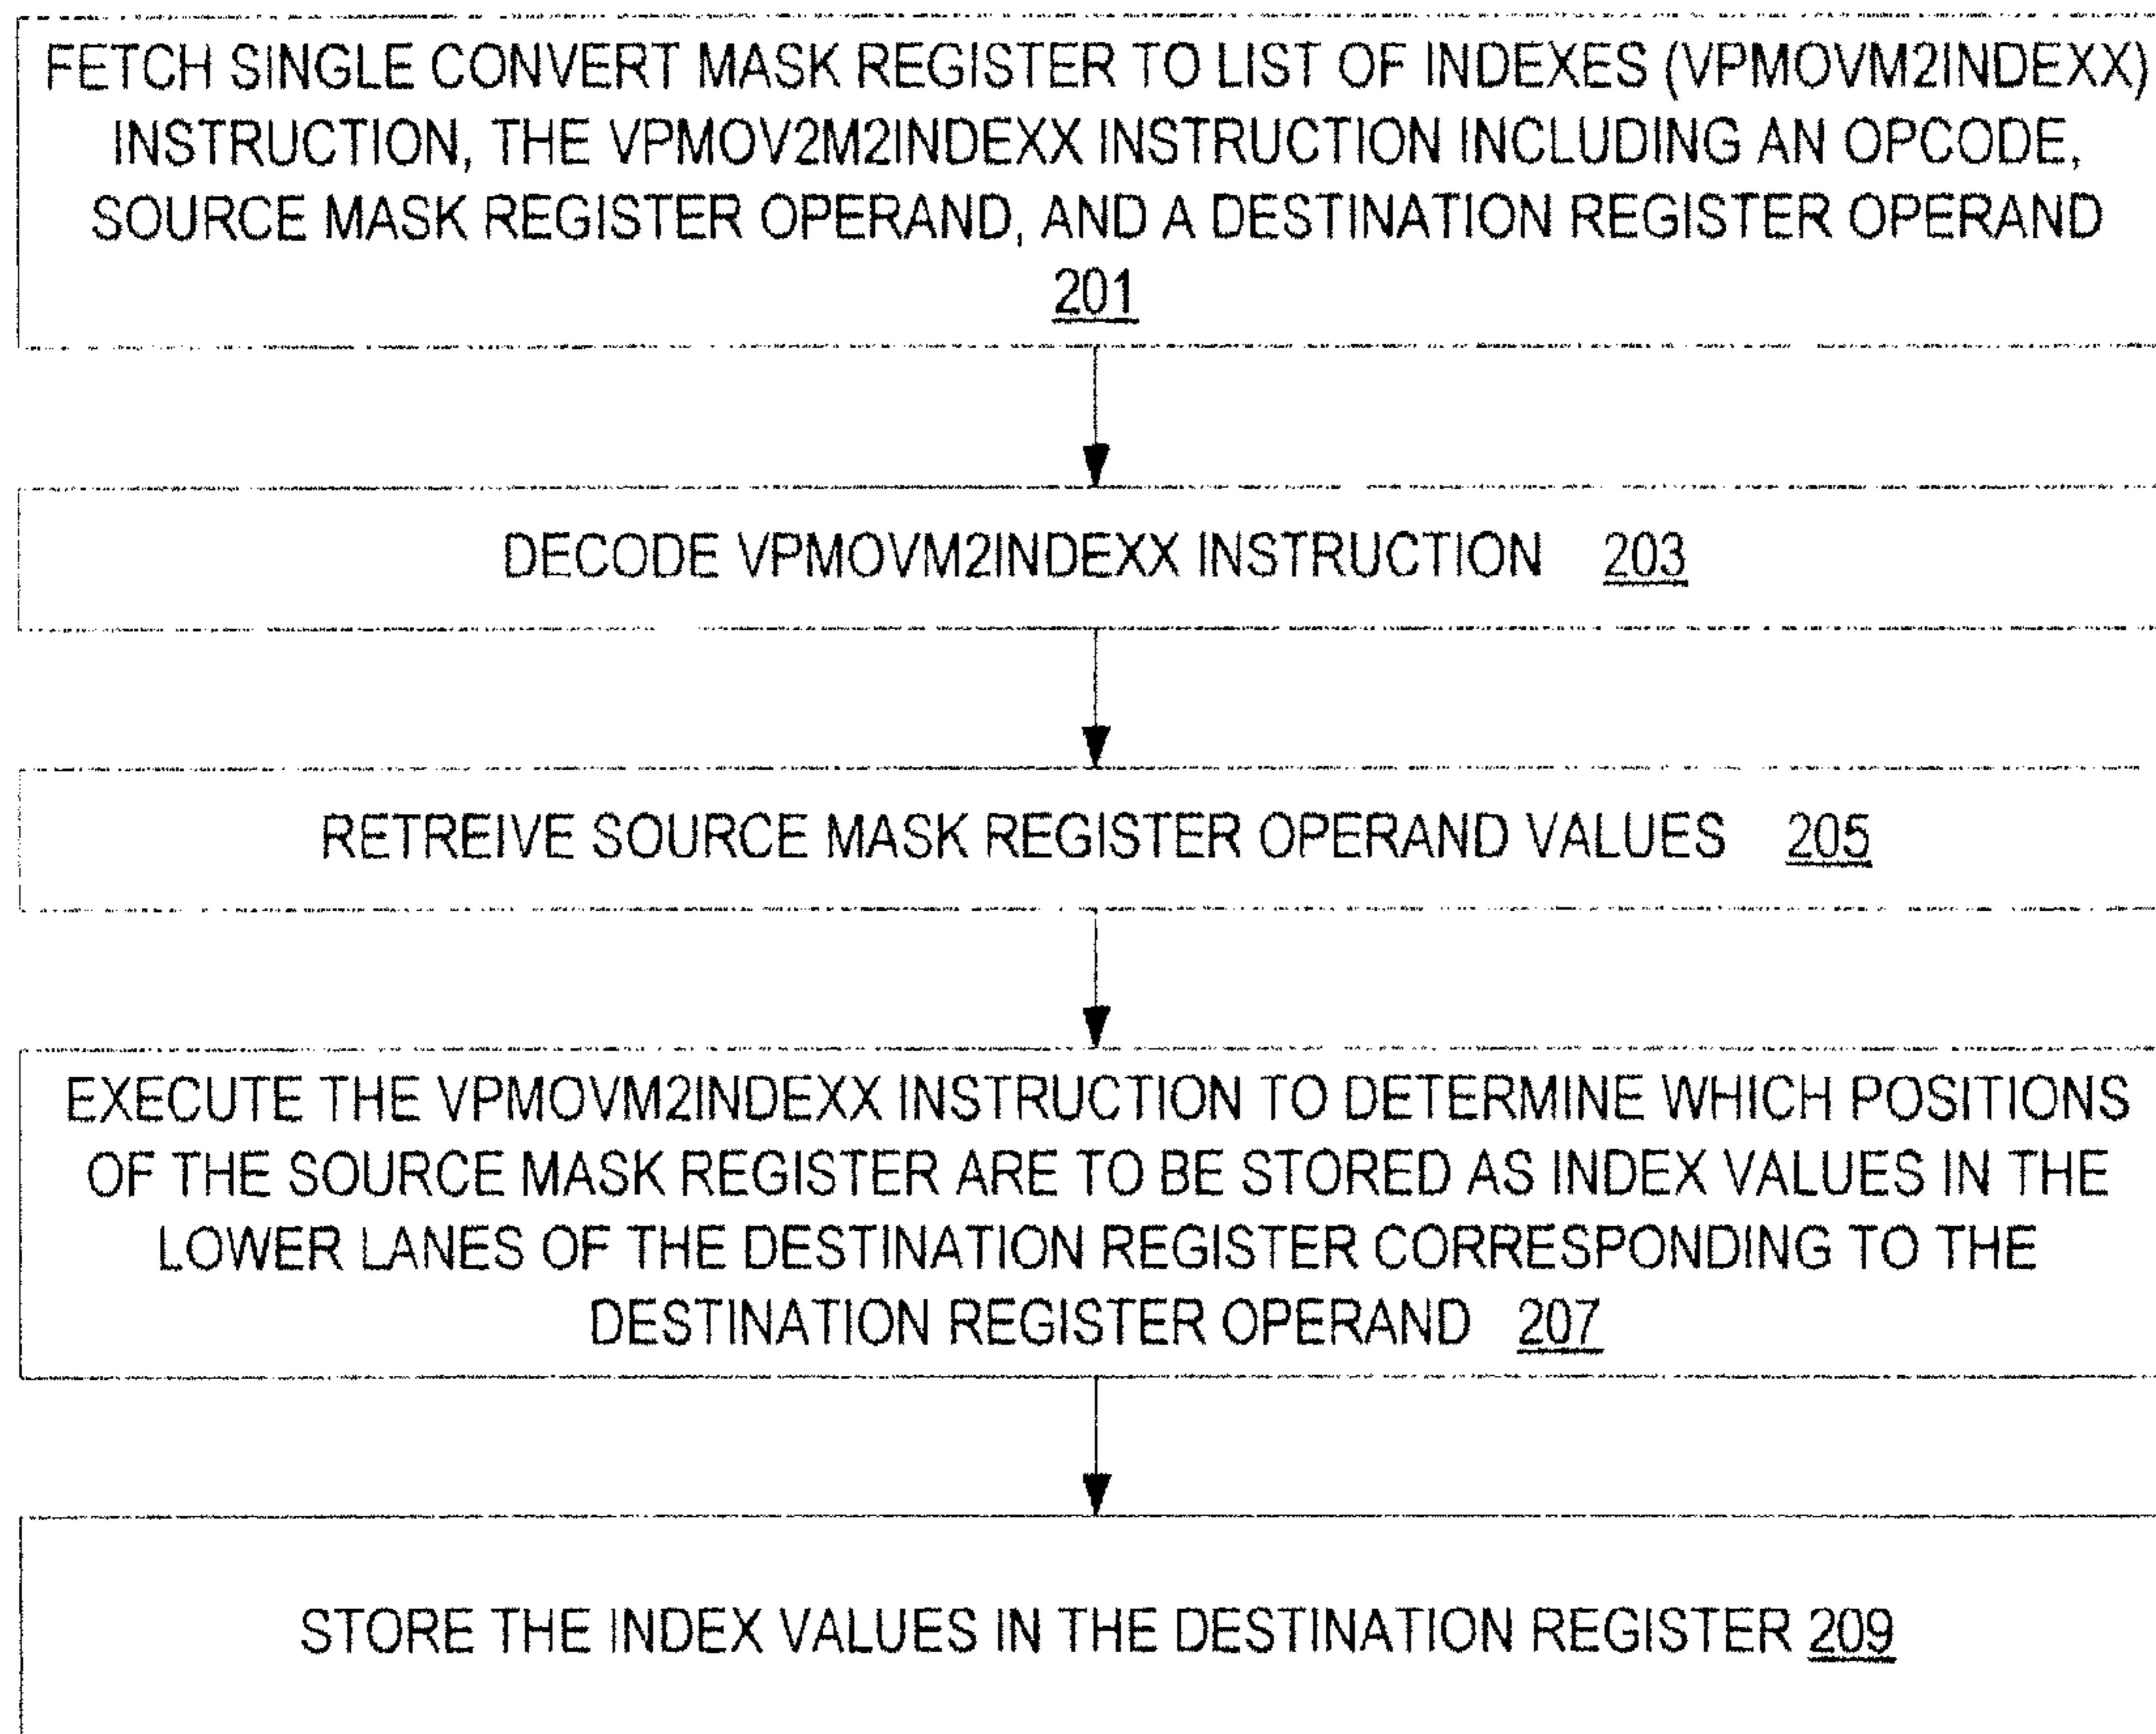 FETCH SINGLE CONVERT MASK REGISTER TO LIST OF INDEXES (VPMOVM2INDEXX)
INSTRUCTION, THE VPMOV2M2INDEXX INSTRUCTION INCLUDING AN OPCODE,
SOURCE MASK REGISTER OPERAND, AND A DESTINATION REGISTER OPERAND
201
DECODE VPMOVM2INDEXX INSTRUCTION 203
RETREIVE SOURCE MASK REGISTER OPERAND VALUES 205
EXECUTE THE VPMOVM2INDEXX INSTRUCTION TO DETERMINE WHICH POSITIONS
OF THE SOURCE MASK REGISTER ARE TO BE STORED AS INDEX VALUES IN THE
LOWER LANES OF THE DESTINATION REGISTER CORRESPONDING TO THE
DESTINATION REGISTER OPERAND 207
STORE THE INDEX VALUES IN THE DESTINATION REGISTER 209